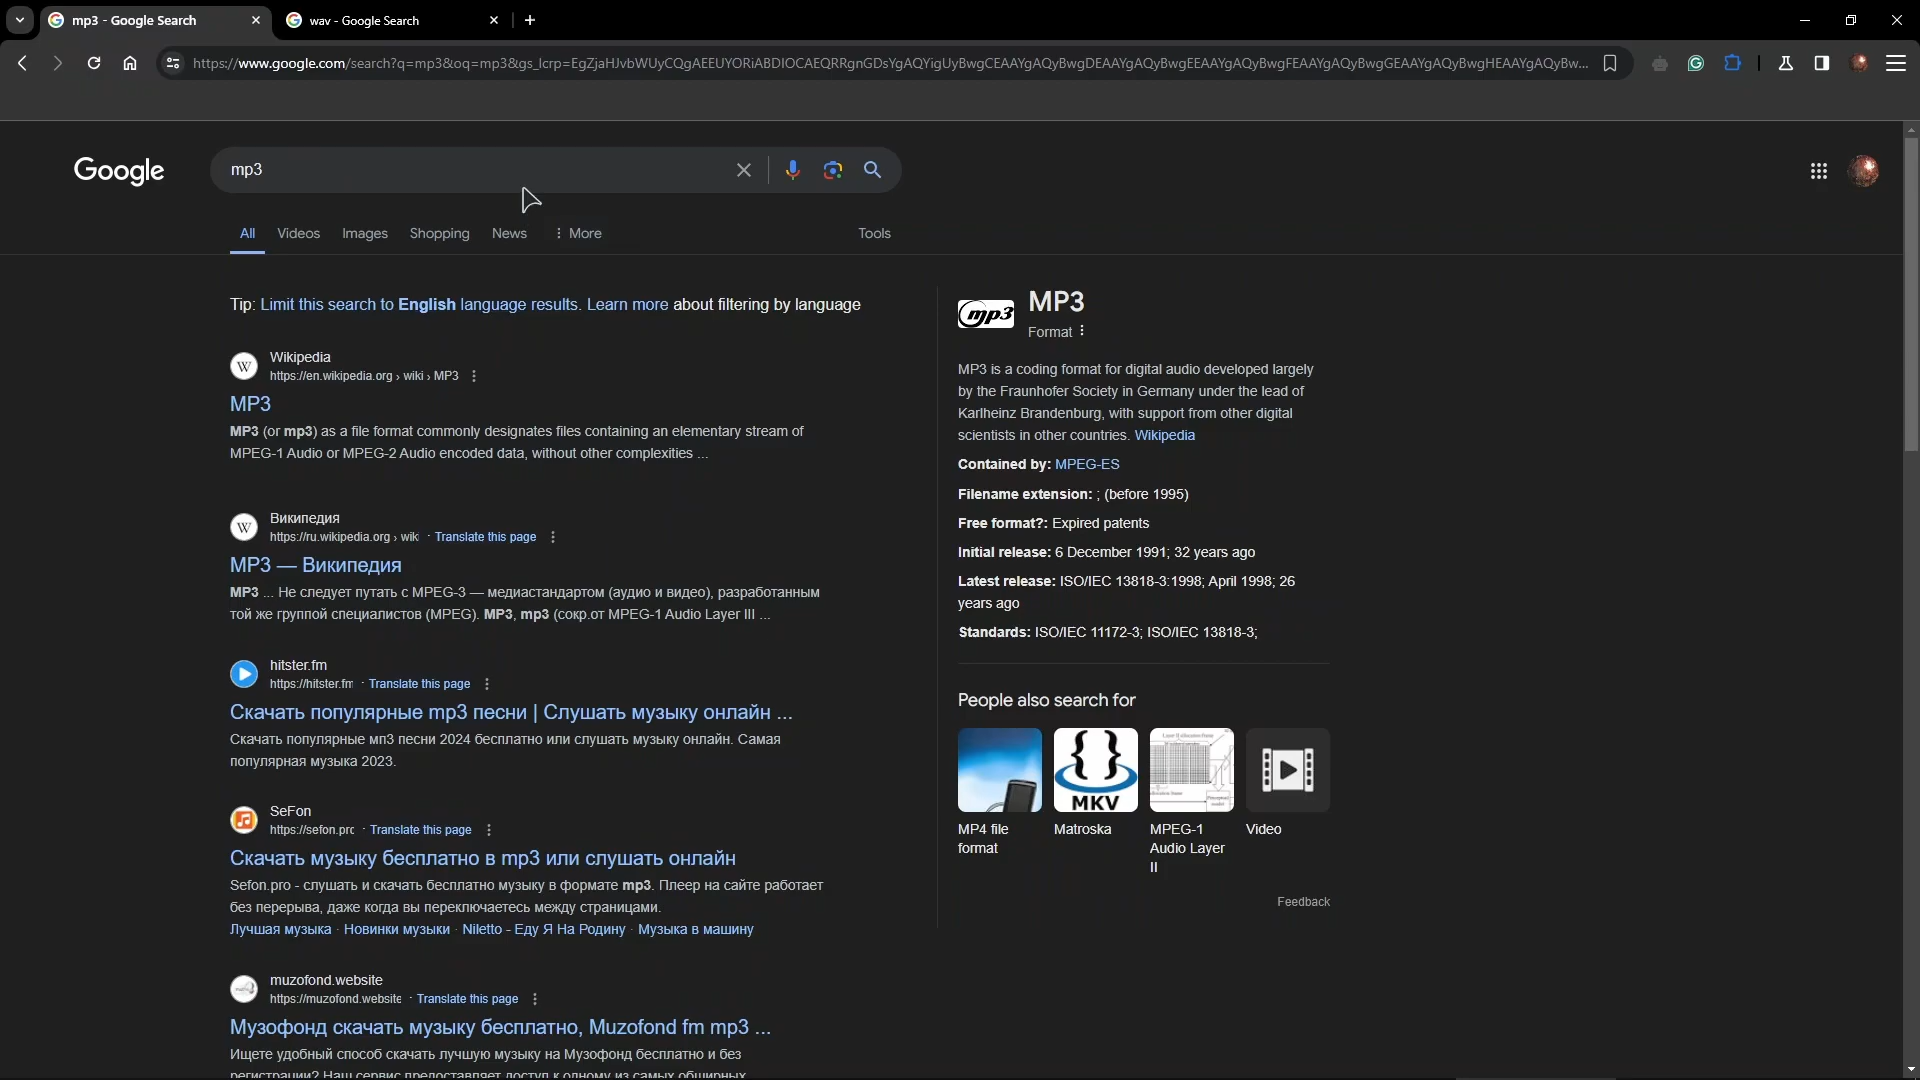 mp3 - Google Search
wav - Google Search
https://www.google.com/search?q=mp3&oq=mp3&gs_lcrp=EgZjaHJvbWUyCQgAEEUYORiABDIOCAEQRRgnGDsYgAQYigUyBwgCEAAYgAQyBwgDEAAYgAQyBwgEEAAYgAQyBwgFEAAYgAQyBwgGEAAYgAQyBwgHEAAYgAQyBw...
Google
mp3
All Videos Images Shopping News More Tools
Tip: Limit this search to English language results. Learn more about filtering by language
Wikipedia
https://en.wikipedia.org › wiki › MP3
MP3
MP3 (or mp3) as a file format commonly designates files containing an elementary stream of
MPEG-1 Audio or MPEG-2 Audio encoded data, without other complexities ...
W
Википедия
https://ru.wikipedia.org › wiki · Translate this page
MP3 — Википедия
MP3 ... Не следует путать с MPEG-3 — медиастандартом (аудио и видео), разработанным
той же группой специалистов (MPEG). MP3, mp3 (сокр.от MPEG-1 Audio Layer III ...
W
hitster.fm
https://hitster.fm · Translate this page
Скачать популярные mp3 песни | Слушать музыку онлайн ...
Скачать популярные мп3 песни 2024 бесплатно или слушать музыку онлайн. Самая
популярная музыка 2023.
SeFon
https://sefon.pro · Translate this page
Скачать музыку бесплатно в mp3 или слушать онлайн
Sefon.pro - слушать и скачать бесплатно музыку в формате mp3. Плеер на сайте работает
без перерыва, даже когда вы переключаетесь между страницами.
Лучшая музыка · Новинки музыки · Niletto - Еду Я На Родину · Музыка в машину
muzofond.website
https://muzofond.website · Translate this page
Музофонд скачать музыку бесплатно, Muzofond fm mp3 ...
Ищете удобный способ скачать лучшую музыку на Музофонд бесплатно и без
регистрации? Наш сервис предоставляет доступ к одному из самых обширных
mp3
MP3
Format
MP3 is a coding format for digital audio developed largely
by the Fraunhofer Society in Germany under the lead of
Karlheinz Brandenburg, with support from other digital
scientists in other countries. Wikipedia
Contained by: MPEG-ES
Filename extension: ; (before 1995)
Free format?: Expired patents
Initial release: 6 December 1991; 32 years ago
Latest release: ISO/IEC 13818-3:1998; April 1998; 26
years ago
Standards: ISO/IEC 11172-3; ISO/IEC 13818-3;
People also search for
MKV
MP4 file
format
Matroska
MPEG-1
Audio Layer
II
Video
Feedback